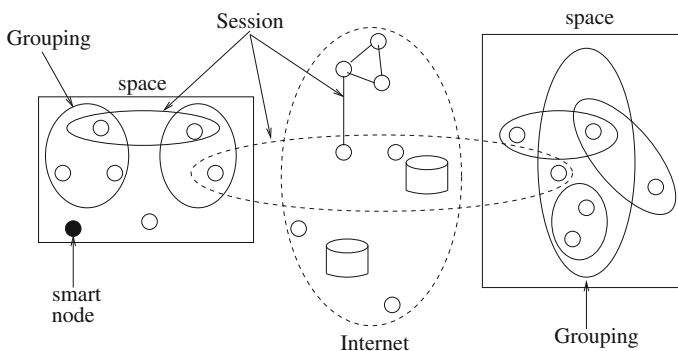 Session
space
Grouping
space
smart
node
Internet
Grouping